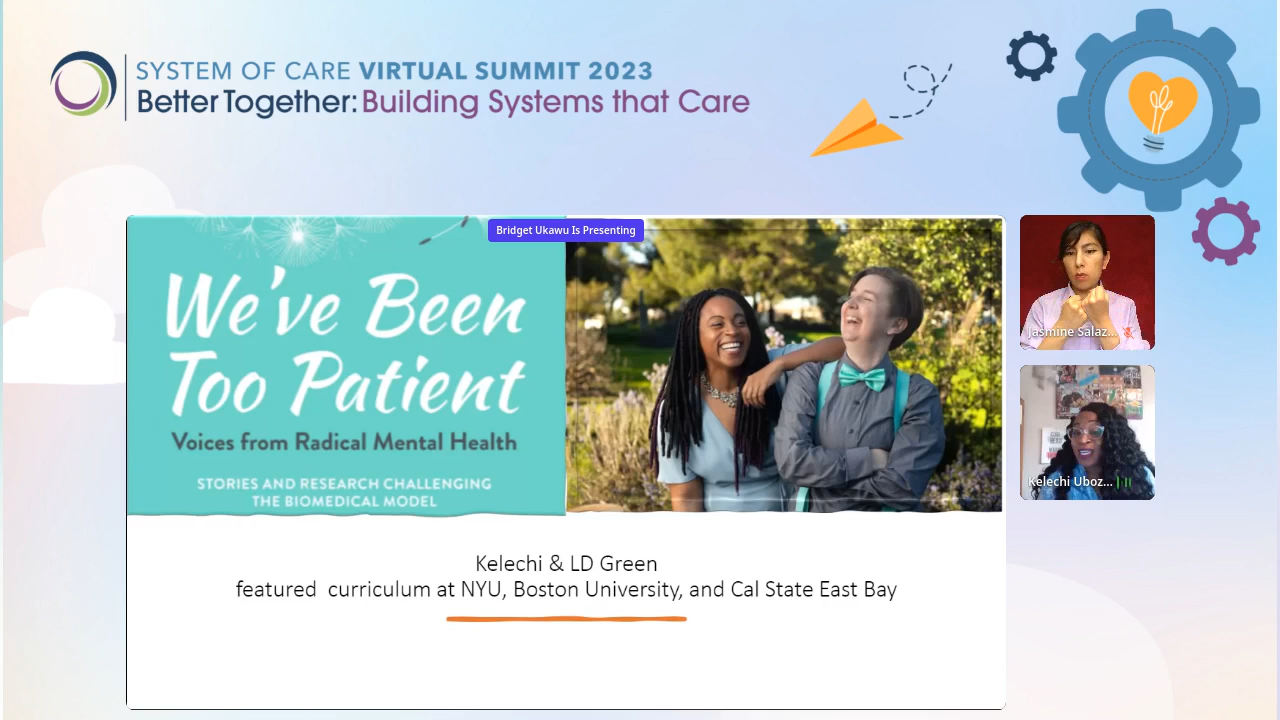 SYSTEM OF CARE VIRTUAL SUMMIT 2023
Better Together: Building Systems that Care
Bridget Ukawu Is Presenting
We've Been
Too Patient
Voices from Radical Mental Health
STORIES AND RESEARCH CHALLENGING
THE BIOMEDICAL MODEL
Kelechi & LD Green
featured curriculum at NYU, Boston University, and Cal State East Bay
Jasmine Salaz...
Kelechi Uboz...